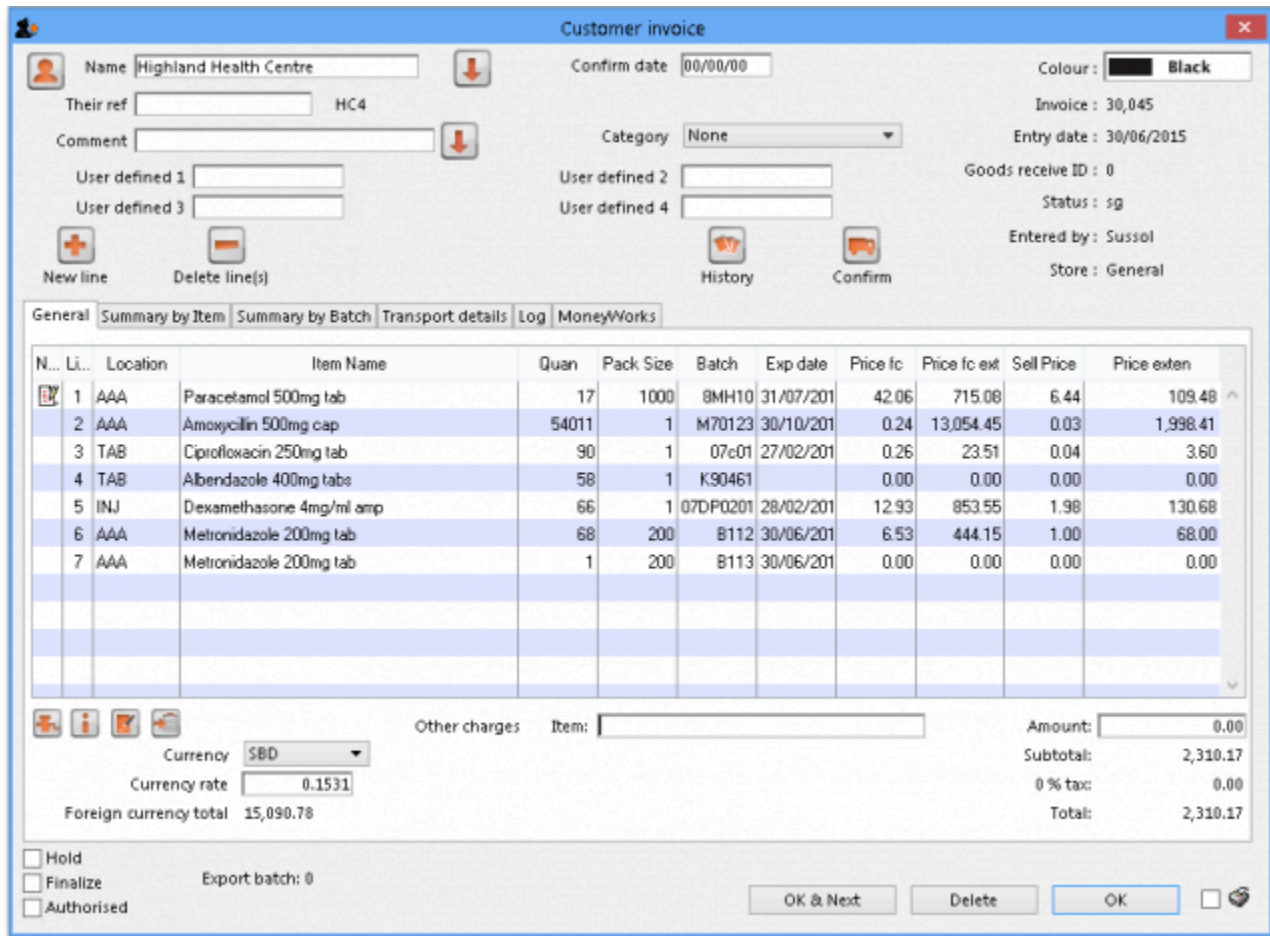 Customer invoice
Name Highland Health Centre Confirm date 00/00/00 Colour : Black
Their ref HC4 Invoice : 30,045
Comment Category None Entry date : 30/06/2015
User defined 1 User defined 2 Goods receive ID : 0
User defined 3 User defined 4 Status : sg
Entered by : Sussol
New line Delete line(s) History Confirm Store : General
General Summary by Item Summary by Batch Transport details Log MoneyWorks
N... Li... Location Item Name Quan Pack Size Batch Exp date Price fc Price fc ext Sell Price Price exten
1 AAA Paracetamol 500mg tab 17 1000 8MH10 31/07/201 42.06 715.08 6.44 109.48
2 AAA Amoxycillin 500mg cap 54011 1 M70123 30/10/201 0.24 13,054.45 0.03 1,998.41
3 TAB Ciprofloxacin 250mg tab 90 1 07c01 27/02/201 0.26 23.51 0.04 3.60
4 TAB Albendazole 400mg tabs 58 1 K90461 0.00 0.00 0.00 0.00
5 INJ Dexamethasone 4mg/ml amp 66 1 07DP0201 28/02/201 12.93 853.55 1.98 130.68
6 AAA Metronidazole 200mg tab 68 200 B112 30/06/201 6.53 444.15 1.00 68.00
7 AAA Metronidazole 200mg tab 1 200 B113 30/06/201 0.00 0.00 0.00 0.00
Other charges Item: Amount: 0.00
Currency SBD Subtotal: 2,310.17
Currency rate 0.1531 0 % tax: 0.00
Foreign currency total 15,090.78 Total: 2,310.17
Hold
Finalize Export batch: 0
Authorised OK & Next Delete OK